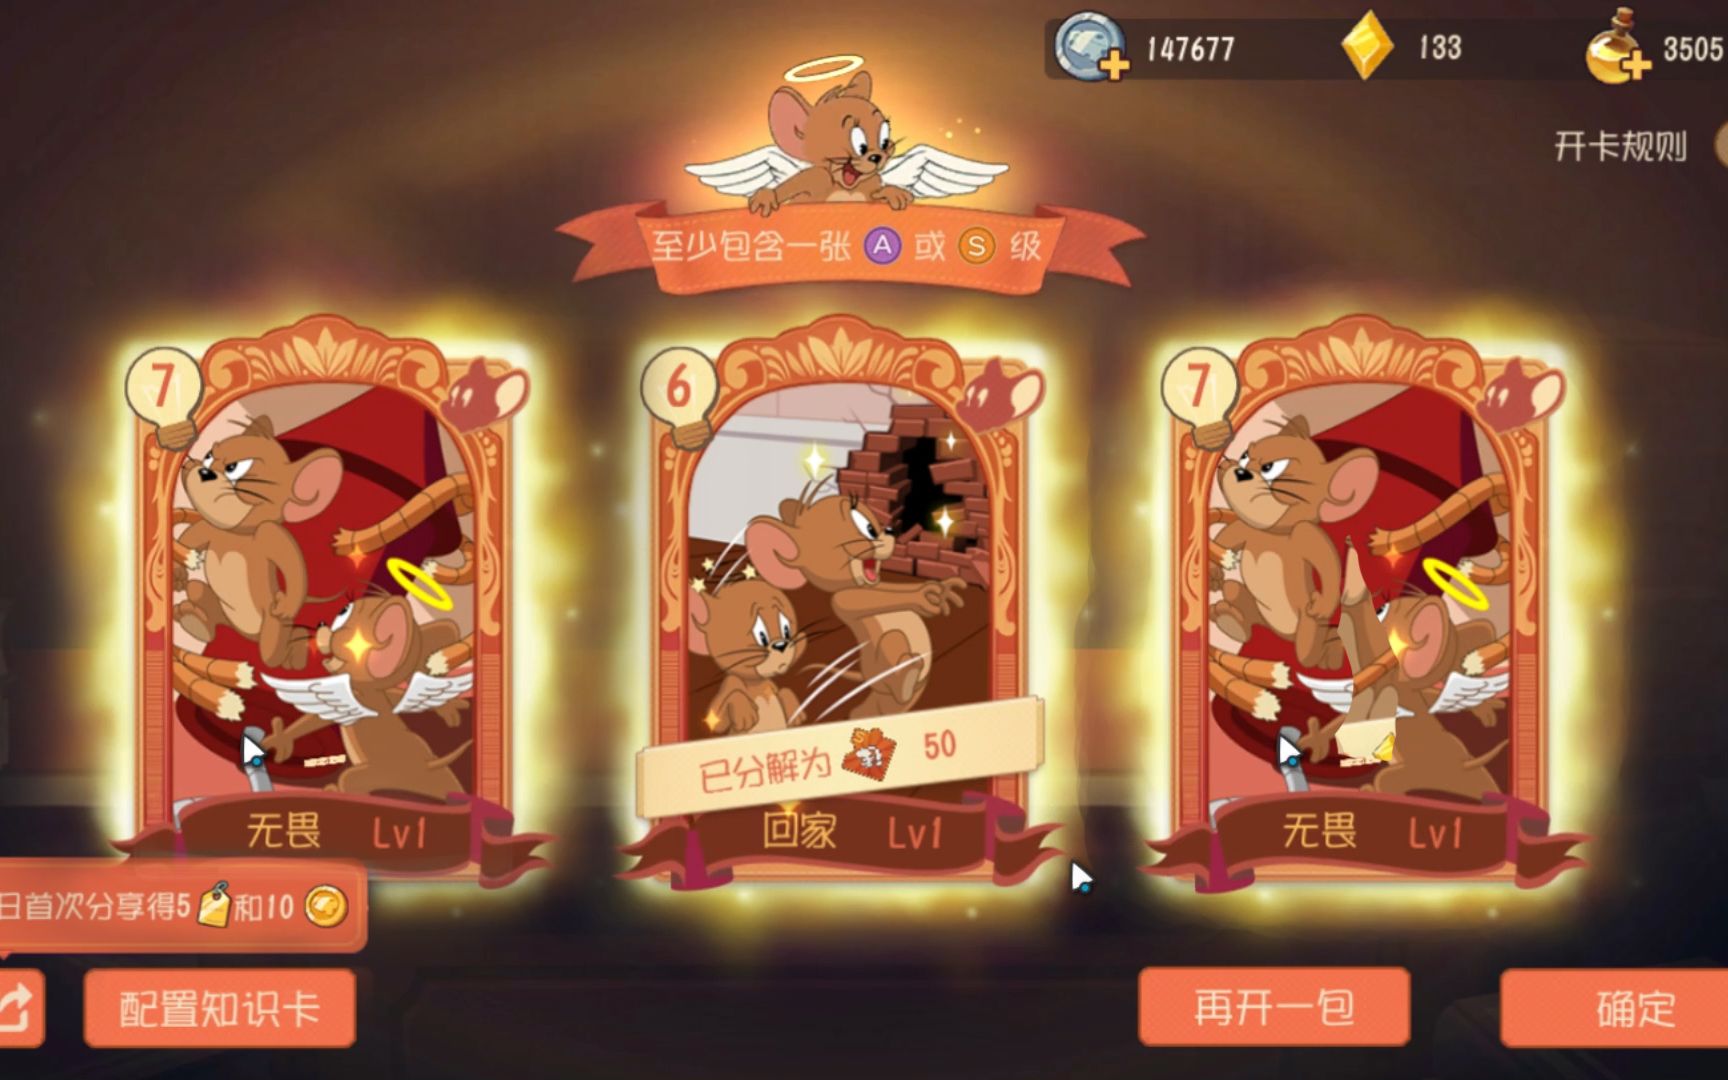 147677
133
3505
开卡规则
至少包含一张 A 或 S 级
7
6
7
已分解为 50
无畏 Lv1
回家 Lv1
无畏 Lv1
日首次分享得5 和10
配置知识卡
再开一包
确定